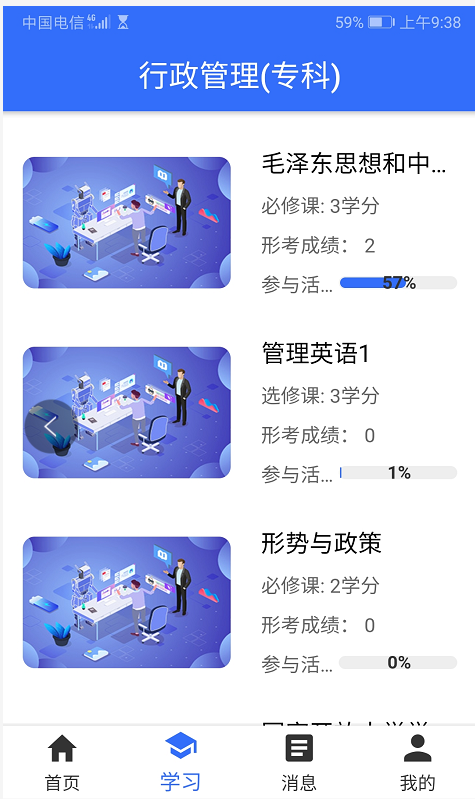 中国电信 4G 59% 上午9:38
行政管理(专科)
毛泽东思想和中...
必修课: 3学分
形考成绩： 2
参与活... 57%
管理英语1
选修课: 3学分
形考成绩： 0
参与活... 1%
形势与政策
必修课: 2学分
形考成绩： 0
参与活... 0%
首页 学习 消息 我的